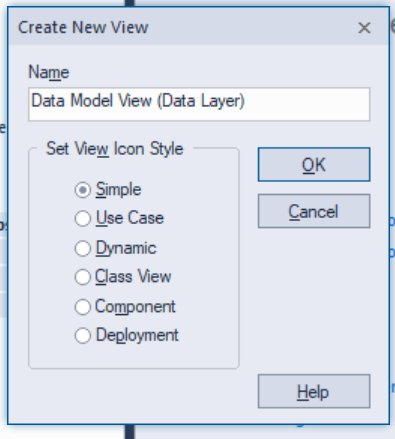 Create New View
Name
Data Model View (Data Layer)
Set View Icon Style
Simple
OK
Use Case
Cancel
Dynamic
Class View
Component
Deployment
Help